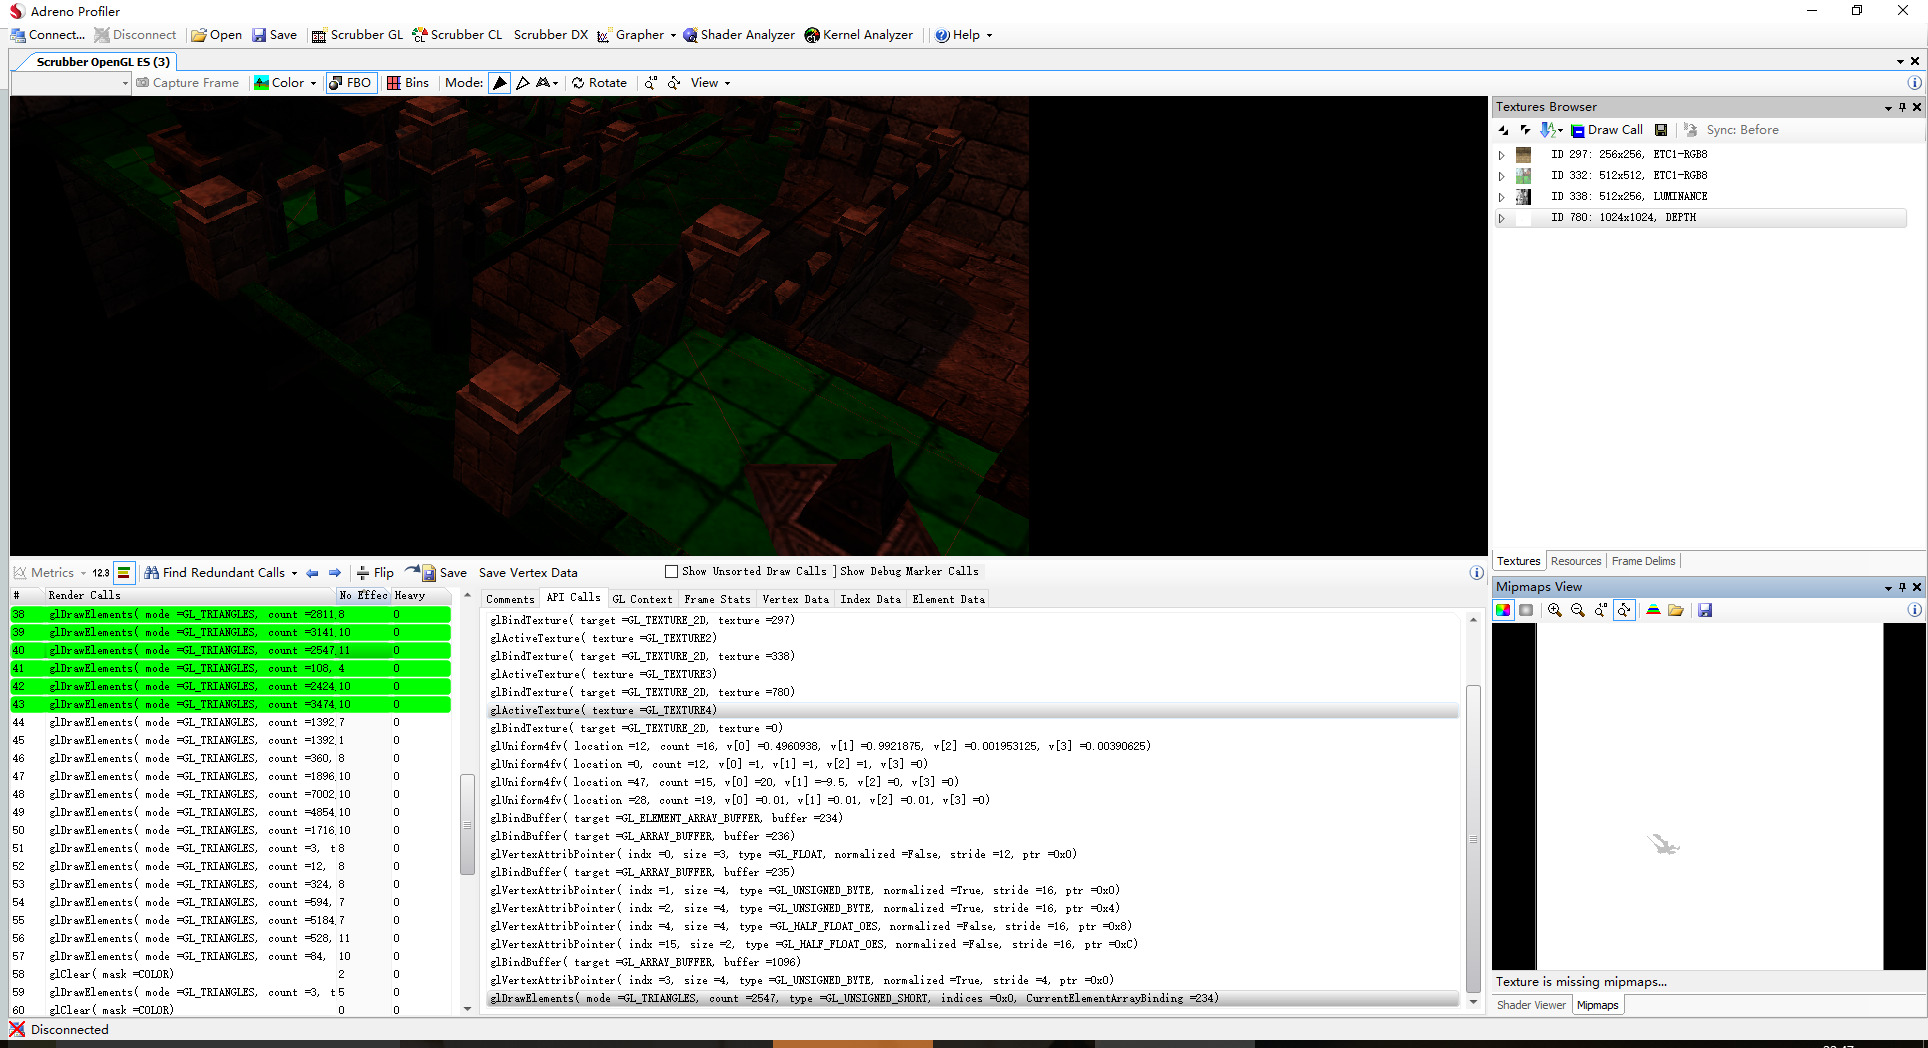 Adreno Profiler
Connect... Disconnect Open Save Scrubber GL Scrubber CL Scrubber DX Grapher Shader Analyzer Kernel Analyzer Help
Scrubber OpenGL ES (3)
Capture Frame Color FBO Bins Mode: Rotate View
Textures Browser
Draw Call Sync: Before
ID 297: 256x256, ETC1-RGB8
ID 332: 512x512, ETC1-RGB8
ID 338: 512x256, LUMINANCE
ID 780: 1024x1024, DEPTH
Textures Resources Frame Delims
Metrics 12.3 Find Redundant Calls Flip Save Save Vertex Data Show Unsorted Draw Calls Show Debug Marker Calls
# Render Calls No Effec Heavy
38 glDrawElements( mode =GL_TRIANGLES, count =2811, 8 0
39 glDrawElements( mode =GL_TRIANGLES, count =3141, 10 0
40 glDrawElements( mode =GL_TRIANGLES, count =2547, 11 0
41 glDrawElements( mode =GL_TRIANGLES, count =108, 4 0
42 glDrawElements( mode =GL_TRIANGLES, count =2424, 10 0
43 glDrawElements( mode =GL_TRIANGLES, count =3474, 10 0
44 glDrawElements( mode =GL_TRIANGLES, count =1392, 7 0
45 glDrawElements( mode =GL_TRIANGLES, count =1392, 1 0
46 glDrawElements( mode =GL_TRIANGLES, count =360, 8 0
47 glDrawElements( mode =GL_TRIANGLES, count =1896, 10 0
48 glDrawElements( mode =GL_TRIANGLES, count =7002, 10 0
49 glDrawElements( mode =GL_TRIANGLES, count =4854, 10 0
50 glDrawElements( mode =GL_TRIANGLES, count =1716, 10 0
51 glDrawElements( mode =GL_TRIANGLES, count =3, t 8 0
52 glDrawElements( mode =GL_TRIANGLES, count =12, 8 0
53 glDrawElements( mode =GL_TRIANGLES, count =324, 8 0
54 glDrawElements( mode =GL_TRIANGLES, count =594, 7 0
55 glDrawElements( mode =GL_TRIANGLES, count =5184, 7 0
56 glDrawElements( mode =GL_TRIANGLES, count =528, 11 0
57 glDrawElements( mode =GL_TRIANGLES, count =84, 10 0
58 glClear( mask =COLOR) 2 0
59 glDrawElements( mode =GL_TRIANGLES, count =3, t 5 0
60 glClear( mask =COLOR) 0 0
Comments API Calls GL Context Frame Stats Vertex Data Index Data Element Data
glBindTexture( target =GL_TEXTURE_2D, texture =297)
glActiveTexture( texture =GL_TEXTURE2)
glBindTexture( target =GL_TEXTURE_2D, texture =338)
glActiveTexture( texture =GL_TEXTURE3)
glBindTexture( target =GL_TEXTURE_2D, texture =780)
glActiveTexture( texture =GL_TEXTURE4)
glBindTexture( target =GL_TEXTURE_2D, texture =0)
glUniform4fv( location =12, count =16, v[0] =0.4960938, v[1] =0.9921875, v[2] =0.001953125, v[3] =0.00390625)
glUniform4fv( location =0, count =12, v[0] =1, v[1] =1, v[2] =1, v[3] =0)
glUniform4fv( location =47, count =15, v[0] =20, v[1] =-9.5, v[2] =0, v[3] =0)
glUniform4fv( location =28, count =19, v[0] =0.01, v[1] =0.01, v[2] =0.01, v[3] =0)
glBindBuffer( target =GL_ELEMENT_ARRAY_BUFFER, buffer =234)
glBindBuffer( target =GL_ARRAY_BUFFER, buffer =236)
glVertexAttribPointer( indx =0, size =3, type =GL_FLOAT, normalized =False, stride =12, ptr =0x0)
glBindBuffer( target =GL_ARRAY_BUFFER, buffer =235)
glVertexAttribPointer( indx =1, size =4, type =GL_UNSIGNED_BYTE, normalized =True, stride =16, ptr =0x0)
glVertexAttribPointer( indx =2, size =4, type =GL_UNSIGNED_BYTE, normalized =True, stride =16, ptr =0x4)
glVertexAttribPointer( indx =4, size =4, type =GL_HALF_FLOAT_OES, normalized =False, stride =16, ptr =0x8)
glVertexAttribPointer( indx =15, size =2, type =GL_HALF_FLOAT_OES, normalized =False, stride =16, ptr =0xC)
glBindBuffer( target =GL_ARRAY_BUFFER, buffer =1096)
glVertexAttribPointer( indx =3, size =4, type =GL_UNSIGNED_BYTE, normalized =True, stride =4, ptr =0x0)
glDrawElements( mode =GL_TRIANGLES, count =2547, type =GL_UNSIGNED_SHORT, indices =0x0, CurrentElementArrayBinding =234)
Mipmaps View
Texture is missing mipmaps...
Shader Viewer Mipmaps
Disconnected